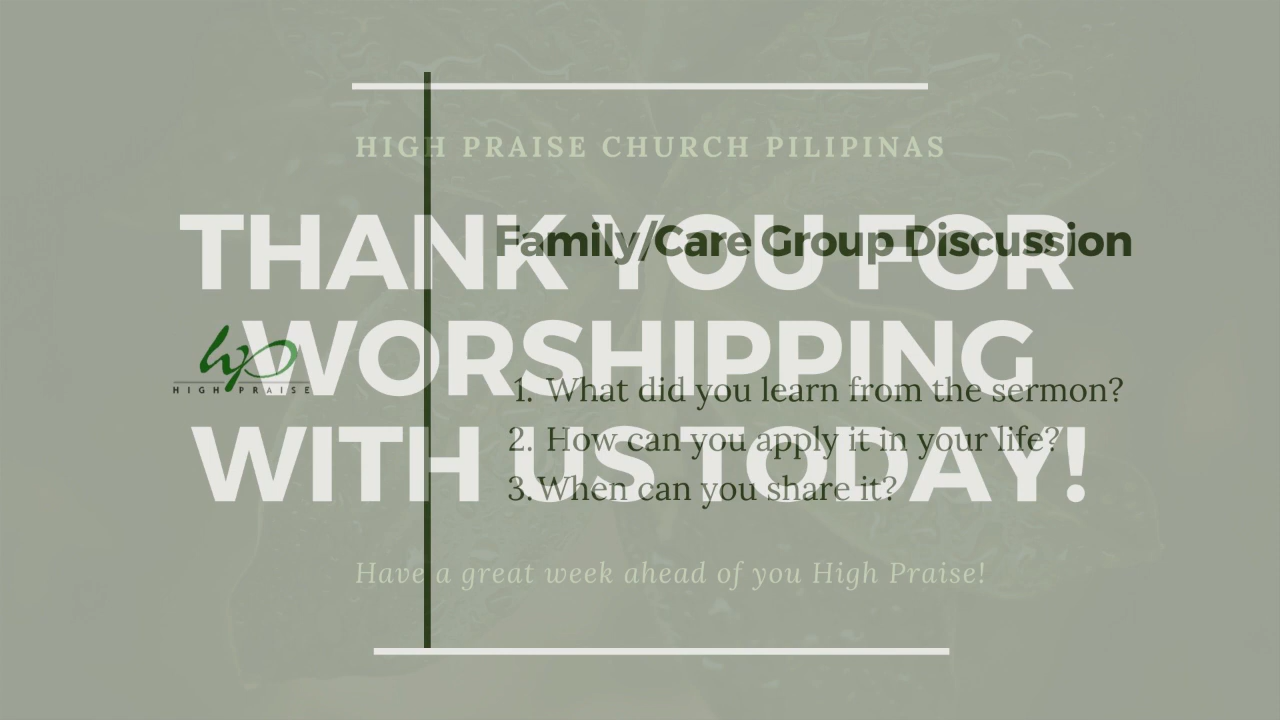 HIGH PRAISE CHURCH PILIPINAS
THANK YOU FOR
WORSHIPPING
WITH US TODAY!
Have a great week ahead of you High Praise!
hp
HIGH PRAISE
Family/Care Group Discussion
1. What did you learn from the sermon?
2. How can you apply it in your life?
3. When can you share it?